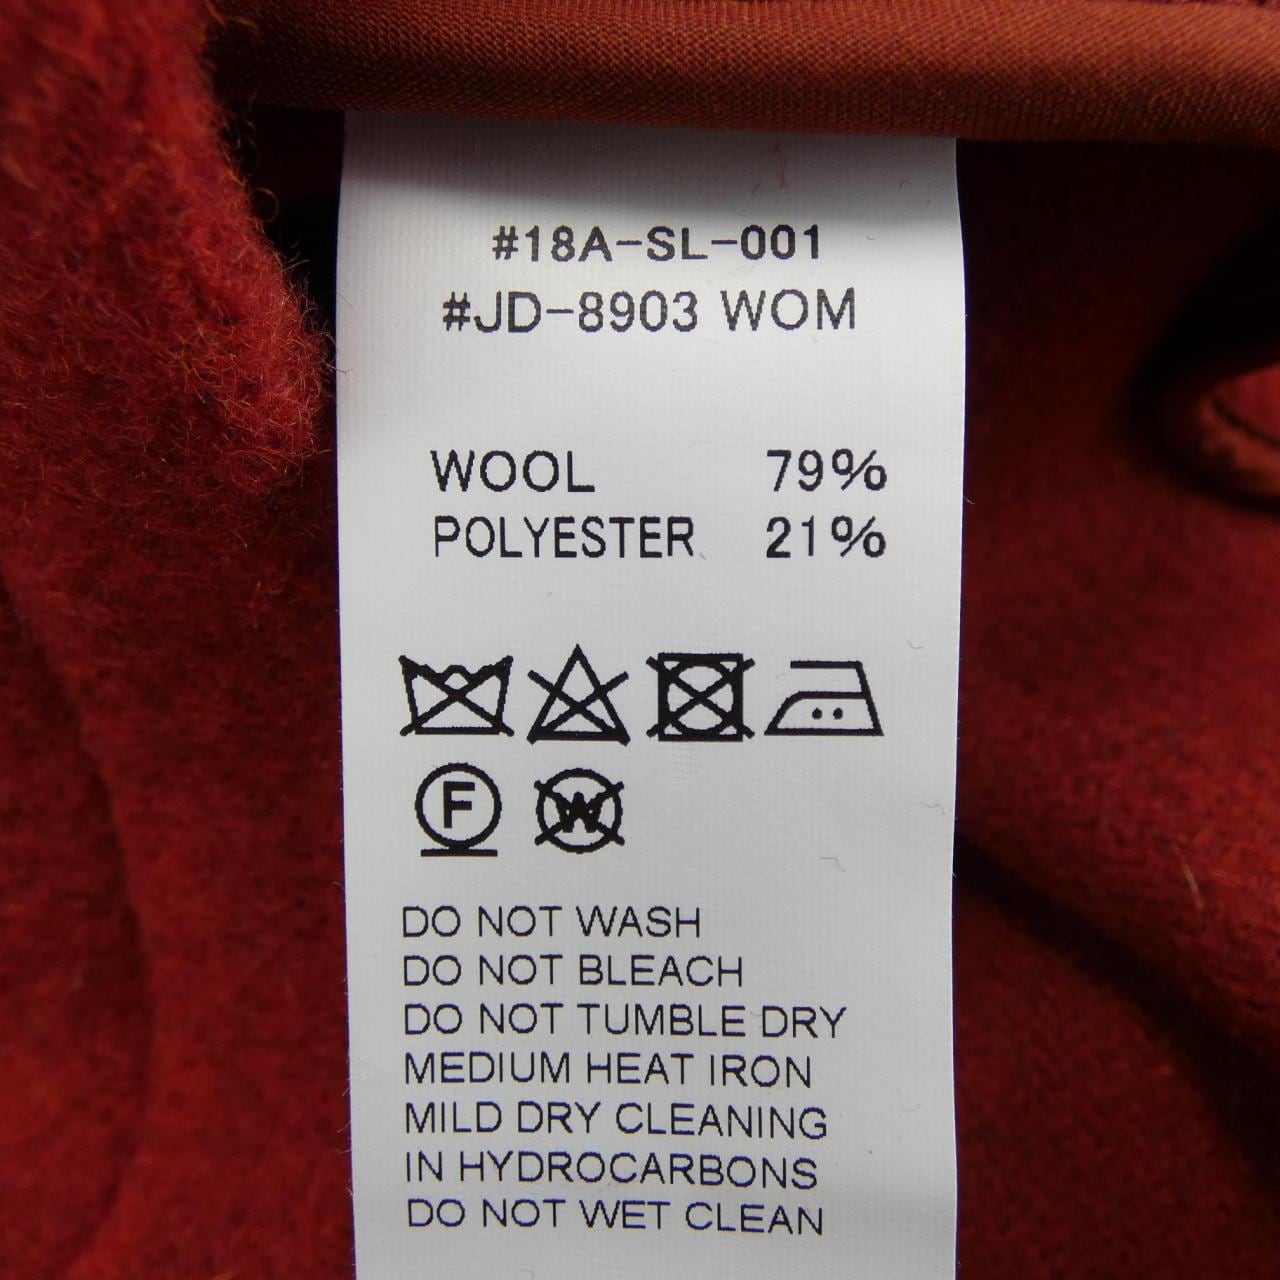 #18A-SL-001
#JD-8903 WOM
WOOL 79%
POLYESTER 21%
F W
DO NOT WASH
DO NOT BLEACH
DO NOT TUMBLE DRY
MEDIUM HEAT IRON
MILD DRY CLEANING
IN HYDROCARBONS
DO NOT WET CLEAN